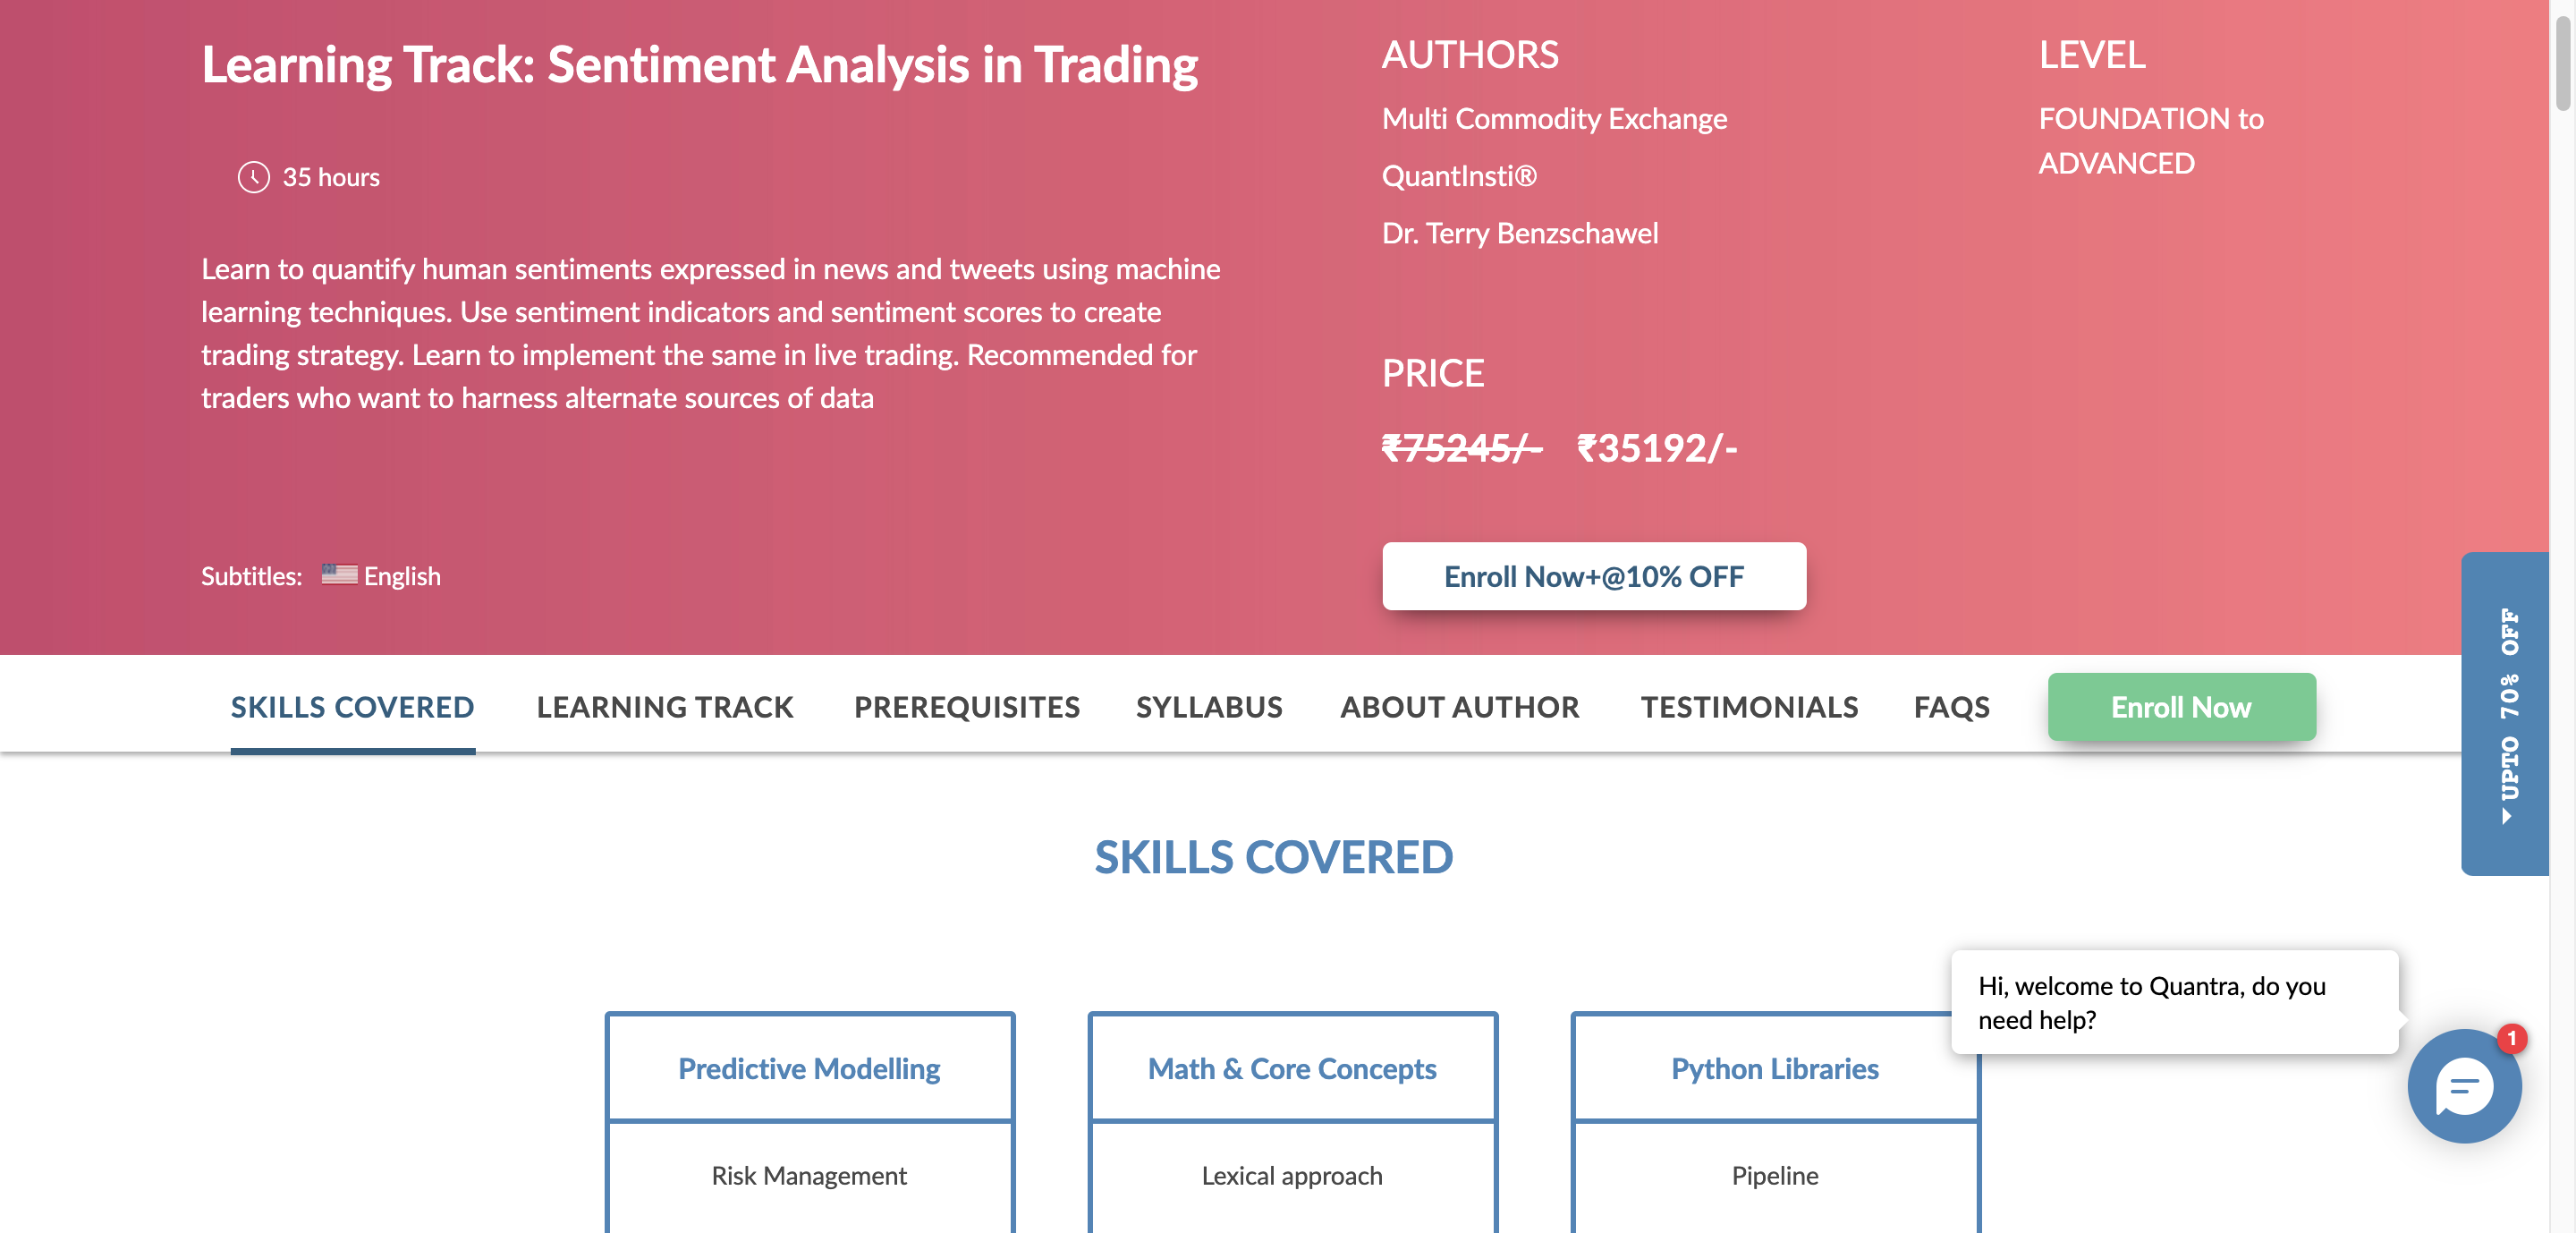 Learning Track: Sentiment Analysis in Trading
35 hours
Learn to quantify human sentiments expressed in news and tweets using machine
learning techniques. Use sentiment indicators and sentiment scores to create
trading strategy. Learn to implement the same in live trading. Recommended for
traders who want to harness alternate sources of data
Subtitles: English
AUTHORS
Multi Commodity Exchange
QuantInsti®
Dr. Terry Benzschawel
LEVEL
FOUNDATION to
ADVANCED
PRICE
₹75245/- ₹35192/-
Enroll Now+@10% OFF
UPTO 70% OFF
SKILLS COVERED LEARNING TRACK PREREQUISITES SYLLABUS ABOUT AUTHOR TESTIMONIALS FAQS Enroll Now
SKILLS COVERED
Predictive Modelling
Risk Management
Math & Core Concepts
Lexical approach
Python Libraries
Pipeline
Hi, welcome to Quantra, do you
need help?
1